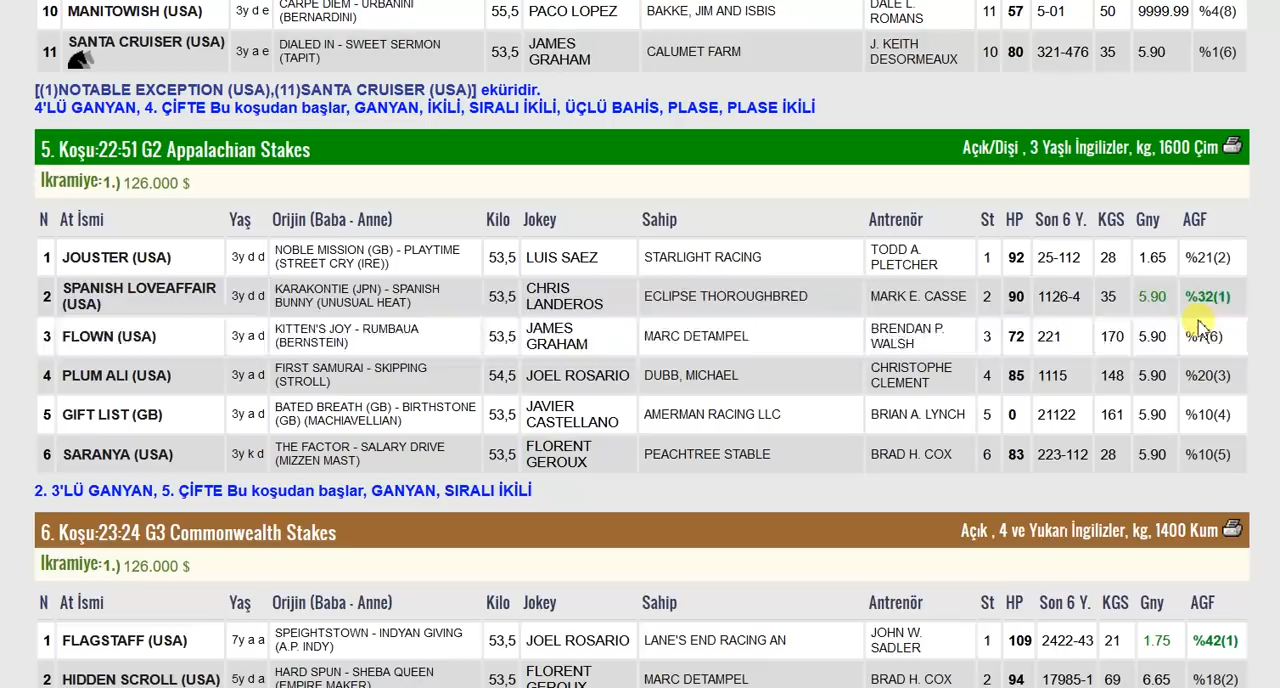 10 MANITOWISH (USA) 3y d e CARPE DIEM - URBANINI (BERNARDINI) 55,5 PACO LOPEZ BAKKE, JIM AND ISBIS DALE L. ROMANS 11 57 5-01 50 9999.99 %4(8)
11 SANTA CRUISER (USA) 3y a e DIALED IN - SWEET SERMON (TAPIT) 53,5 JAMES GRAHAM CALUMET FARM J. KEITH DESORMEAUX 10 80 321-476 35 5.90 %1(6)
[(1)NOTABLE EXCEPTION (USA),(11)SANTA CRUISER (USA)] eküridir.
4'LÜ GANYAN, 4. ÇİFTE Bu koşudan başlar, GANYAN, İKİLİ, SIRALI İKİLİ, ÜÇLÜ BAHİS, PLASE, PLASE İKİLİ
5. Koşu:22:51 G2 Appalachian Stakes Açık/Dişi , 3 Yaşlı İngilizler, kg, 1600 Çim
Ikramiye:1.) 126.000 $
N At İsmi Yaş Orijin (Baba - Anne) Kilo Jokey Sahip Antrenör St HP Son 6 Y. KGS Gny AGF
1 JOUSTER (USA) 3y d d NOBLE MISSION (GB) - PLAYTIME (STREET CRY (IRE)) 53,5 LUIS SAEZ STARLIGHT RACING TODD A. PLETCHER 1 92 25-112 28 1.65 %21(2)
2 SPANISH LOVEAFFAIR (USA) 3y d d KARAKONTIE (JPN) - SPANISH BUNNY (UNUSUAL HEAT) 53,5 CHRIS LANDEROS ECLIPSE THOROUGHBRED MARK E. CASSE 2 90 1126-4 35 5.90 %32(1)
3 FLOWN (USA) 3y a d KITTEN'S JOY - RUMBAUA (BERNSTEIN) 53,5 JAMES GRAHAM MARC DETAMPEL BRENDAN P. WALSH 3 72 221 170 5.90 %7(6)
4 PLUM ALI (USA) 3y a d FIRST SAMURAI - SKIPPING (STROLL) 54,5 JOEL ROSARIO DUBB, MICHAEL CHRISTOPHE CLEMENT 4 85 1115 148 5.90 %20(3)
5 GIFT LIST (GB) 3y a d BATED BREATH (GB) - BIRTHSTONE (GB) (MACHIAVELLIAN) 53,5 JAVIER CASTELLANO AMERMAN RACING LLC BRIAN A. LYNCH 5 0 21122 161 5.90 %10(4)
6 SARANYA (USA) 3y k d THE FACTOR - SALARY DRIVE (MIZZEN MAST) 53,5 FLORENT GEROUX PEACHTREE STABLE BRAD H. COX 6 83 223-112 28 5.90 %10(5)
2. 3'LÜ GANYAN, 5. ÇİFTE Bu koşudan başlar, GANYAN, SIRALI İKİLİ
6. Koşu:23:24 G3 Commonwealth Stakes Açık , 4 ve Yukarı İngilizler, kg, 1400 Kum
Ikramiye:1.) 126.000 $
N At İsmi Yaş Orijin (Baba - Anne) Kilo Jokey Sahip Antrenör St HP Son 6 Y. KGS Gny AGF
1 FLAGSTAFF (USA) 7y a a SPEIGHTSTOWN - INDYAN GIVING (A.P. INDY) 53,5 JOEL ROSARIO LANE'S END RACING AN JOHN W. SADLER 1 109 2422-43 21 1.75 %42(1)
2 HIDDEN SCROLL (USA) 5y d a HARD SPUN - SHEBA QUEEN (EMPIRE MAKER) 53,5 FLORENT GEROUX MARC DETAMPEL BRAD H. COX 2 94 17985-1 69 6.65 %18(2)